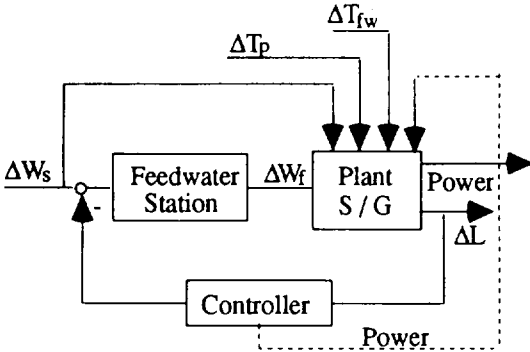 ΔT_fw
ΔT_p
ΔW_s
Feedwater
Station
ΔW_f
Plant
S / G
Power
ΔL
-
Controller
Power